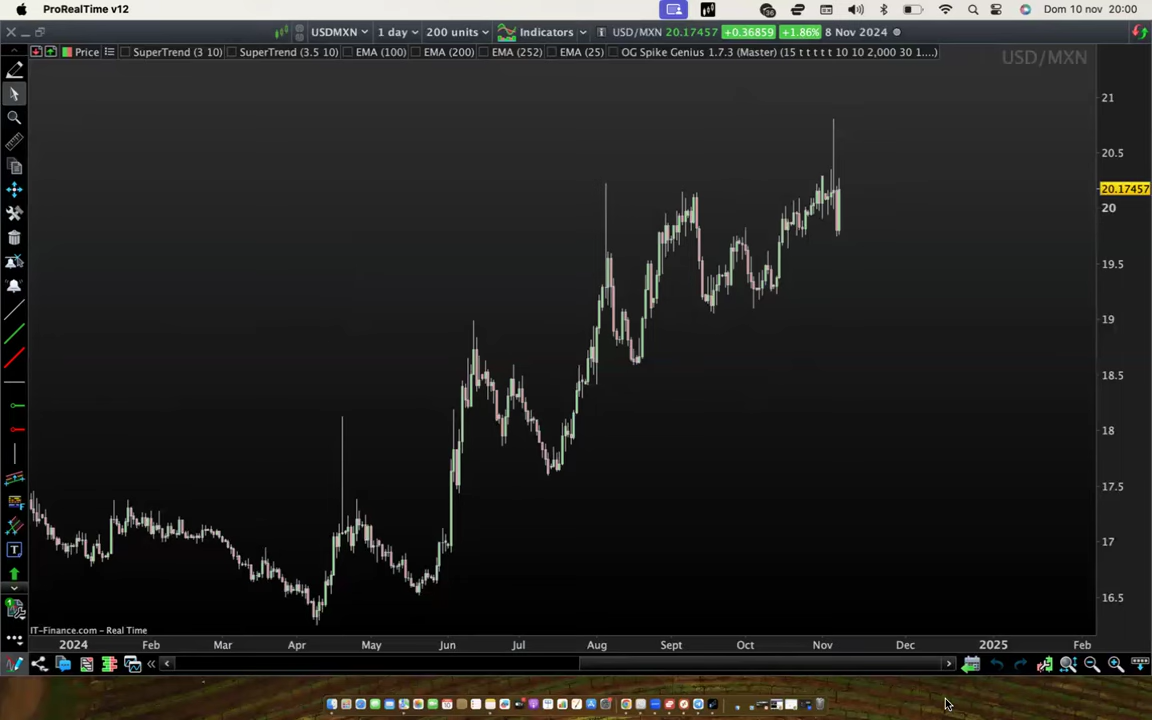 ProRealTime v12
Dom 10 nov 20:00
USDMXN 1 day 200 units Indicators USD/MXN 20.17457 +0.36859 +1.86% 8 Nov 2024
Price SuperTrend (3 10) SuperTrend (3.5 10) EMA (100) EMA (200) EMA (252) EMA (25) OG Spike Genius 1.7.3 (Master) (15 t t t t t 10 10 2,000 30 1....)
USD/MXN
21
20.5
20.17457
20
19.5
19
18.5
18
17.5
17
16.5
IT-Finance.com - Real Time
2024 Feb Mar Apr May Jun Jul Aug Sept Oct Nov Dec 2025 Feb